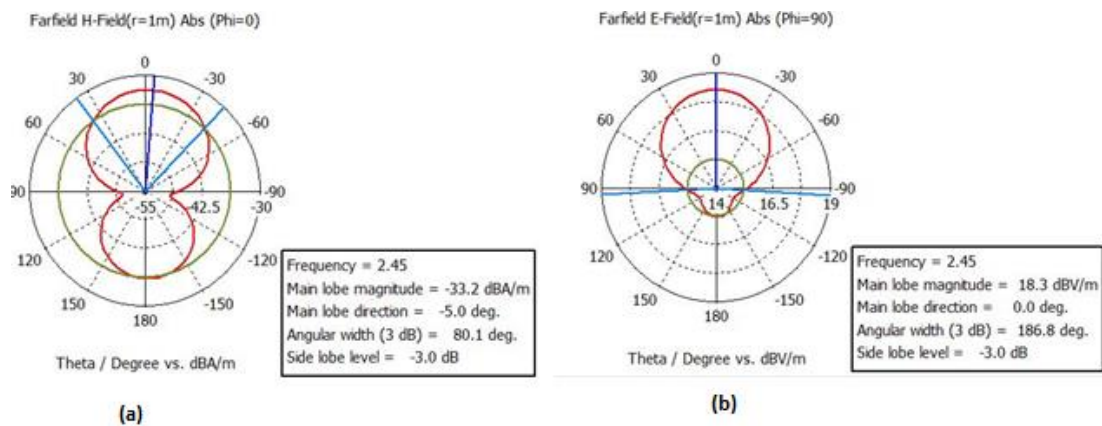 Farfield H-Field(r=1m) Abs (Phi=0)
0
30 -30
60 -60
90 -90
-55 -42.5 -30
120 -120
150 -150
180
Theta / Degree vs. dBA/m
Frequency = 2.45
Main lobe magnitude = -33.2 dBA/m
Main lobe direction = -5.0 deg.
Angular width (3 dB) = 80.1 deg.
Side lobe level = -3.0 dB
(a)
Farfield E-Field(r=1m) Abs (Phi=90)
0
30 -30
60 -60
90 -90
14 16.5 19
120 -120
150 -150
180
Theta / Degree vs. dBV/m
Frequency = 2.45
Main lobe magnitude = 18.3 dBV/m
Main lobe direction = 0.0 deg.
Angular width (3 dB) = 186.8 deg.
Side lobe level = -3.0 dB
(b)